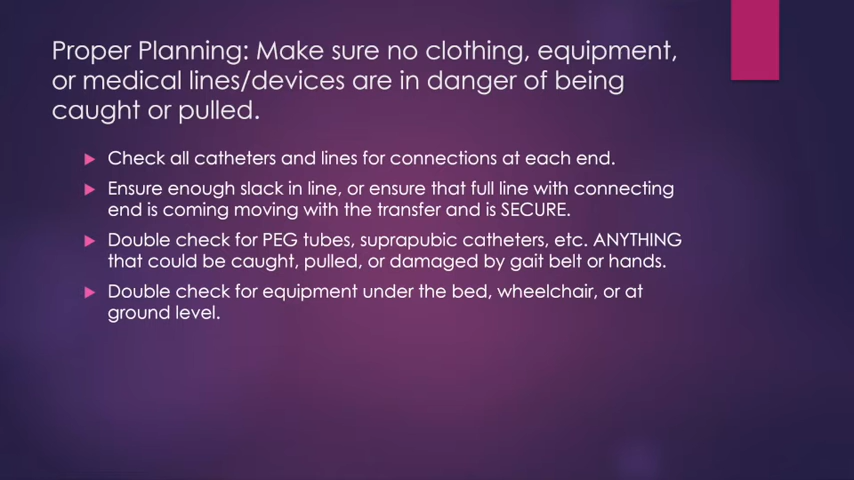 Proper Planning: Make sure no clothing, equipment,
or medical lines/devices are in danger of being
caught or pulled.
Check all catheters and lines for connections at each end.
Ensure enough slack in line, or ensure that full line with connecting
end is coming moving with the transfer and is SECURE.
Double check for PEG tubes, suprapubic catheters, etc. ANYTHING
that could be caught, pulled, or damaged by gait belt or hands.
Double check for equipment under the bed, wheelchair, or at
ground level.